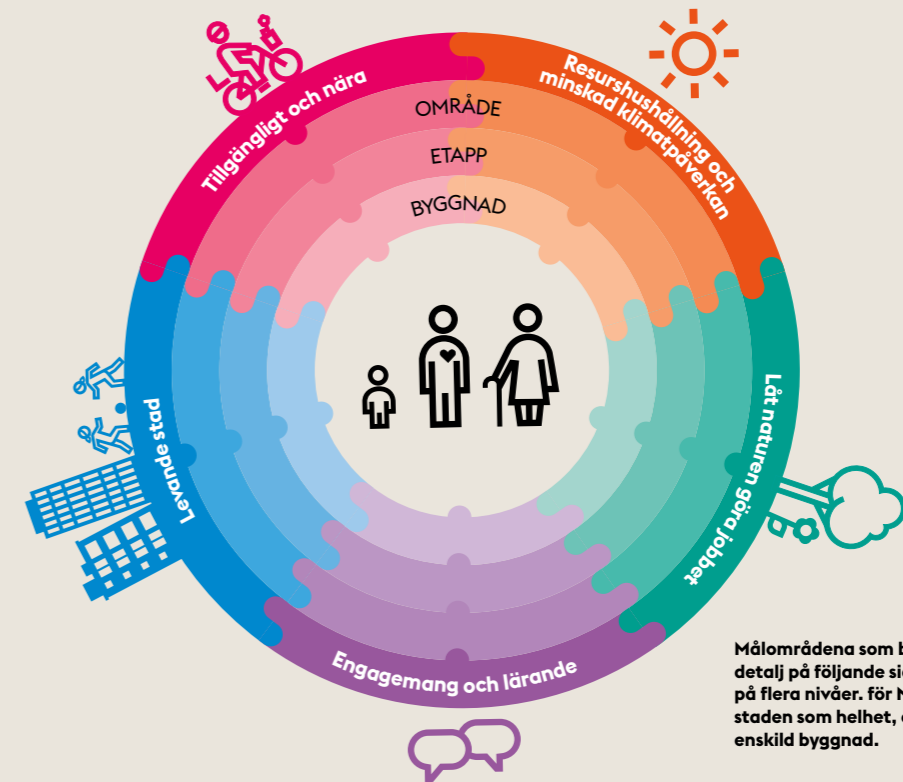 Tillgängligt och nära
Resurshushållning och
minskad klimatpåverkan
OMRÅDE
ETAPP
BYGGNAD
Levande stad
Låt naturen göra jobbet
Engagemang och lärande
Målområdena som
detalj på följande
på flera nivåer. för
staden som helhet,
enskild byggnad.